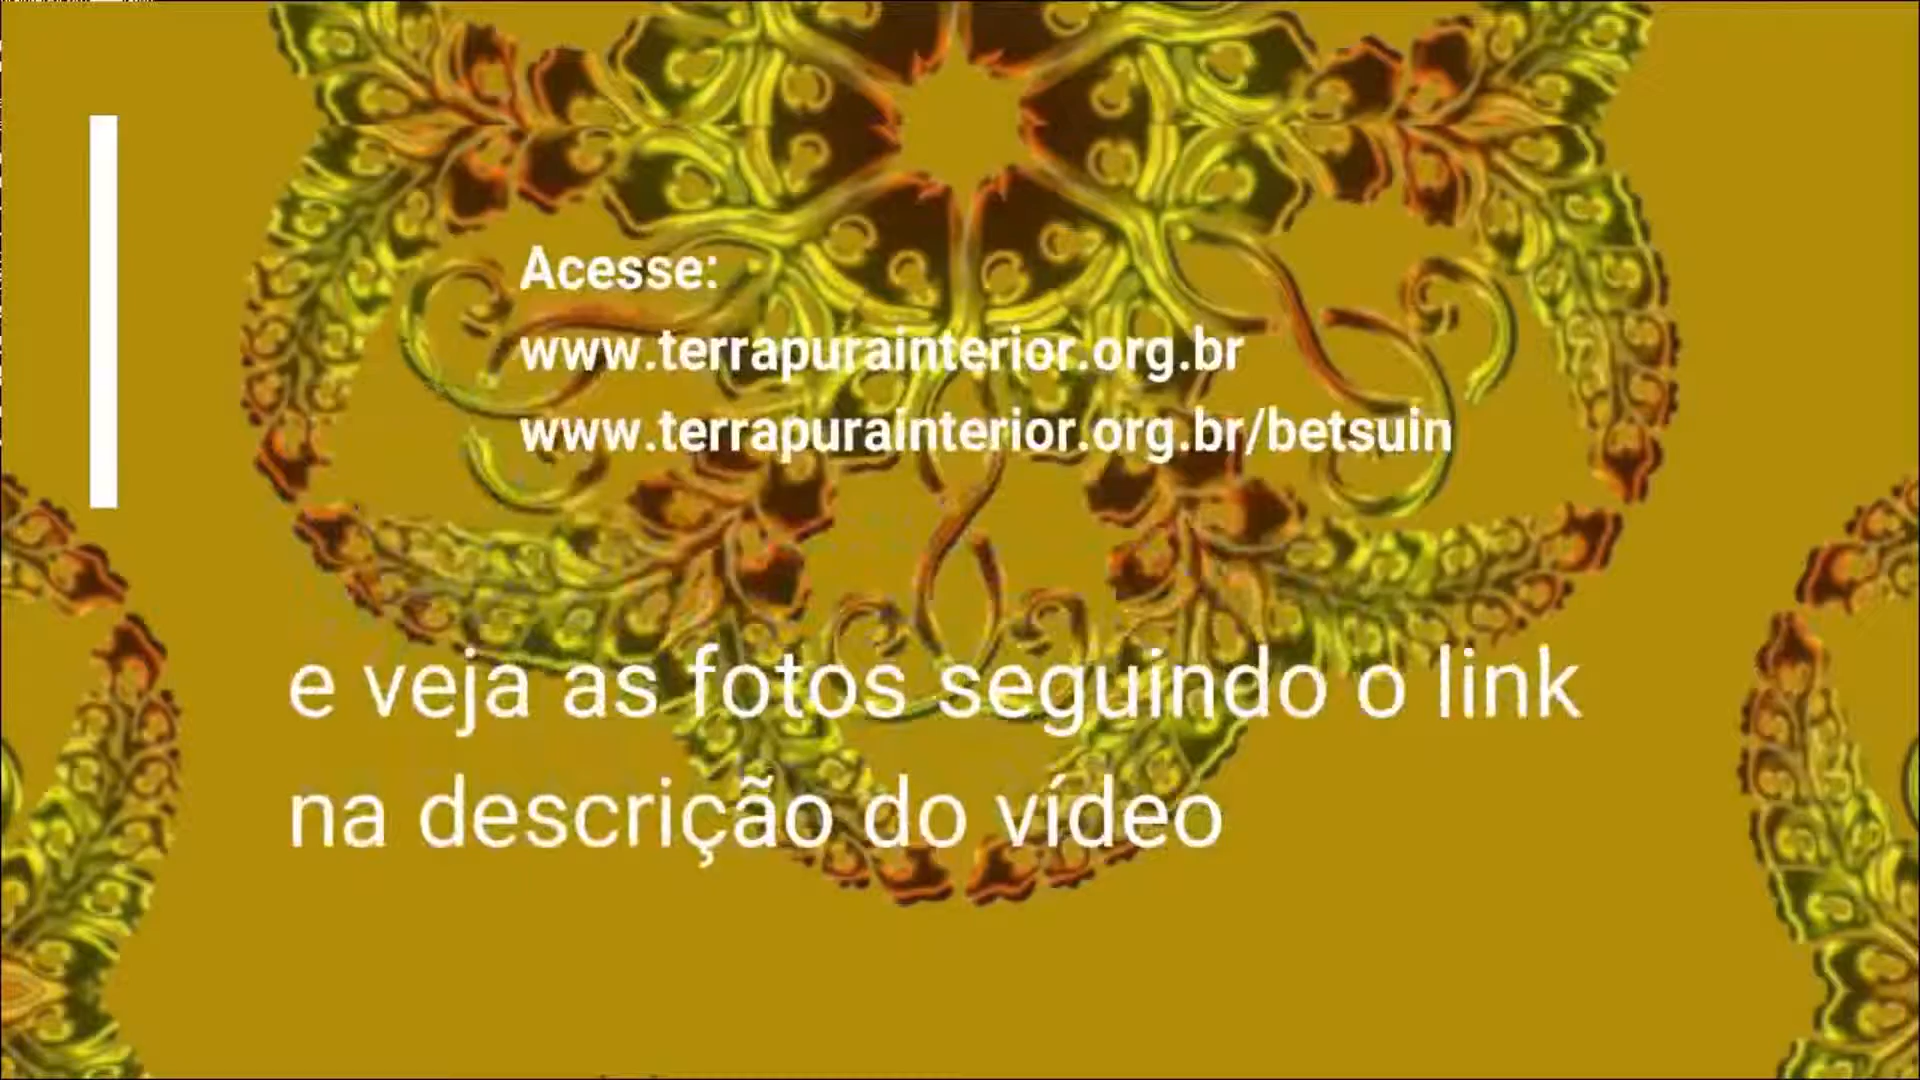 Acesse:
www.terrapurainterior.org.br
www.terrapurainterior.org.br/betsuin
e veja as fotos seguindo o link
na descrição do vídeo